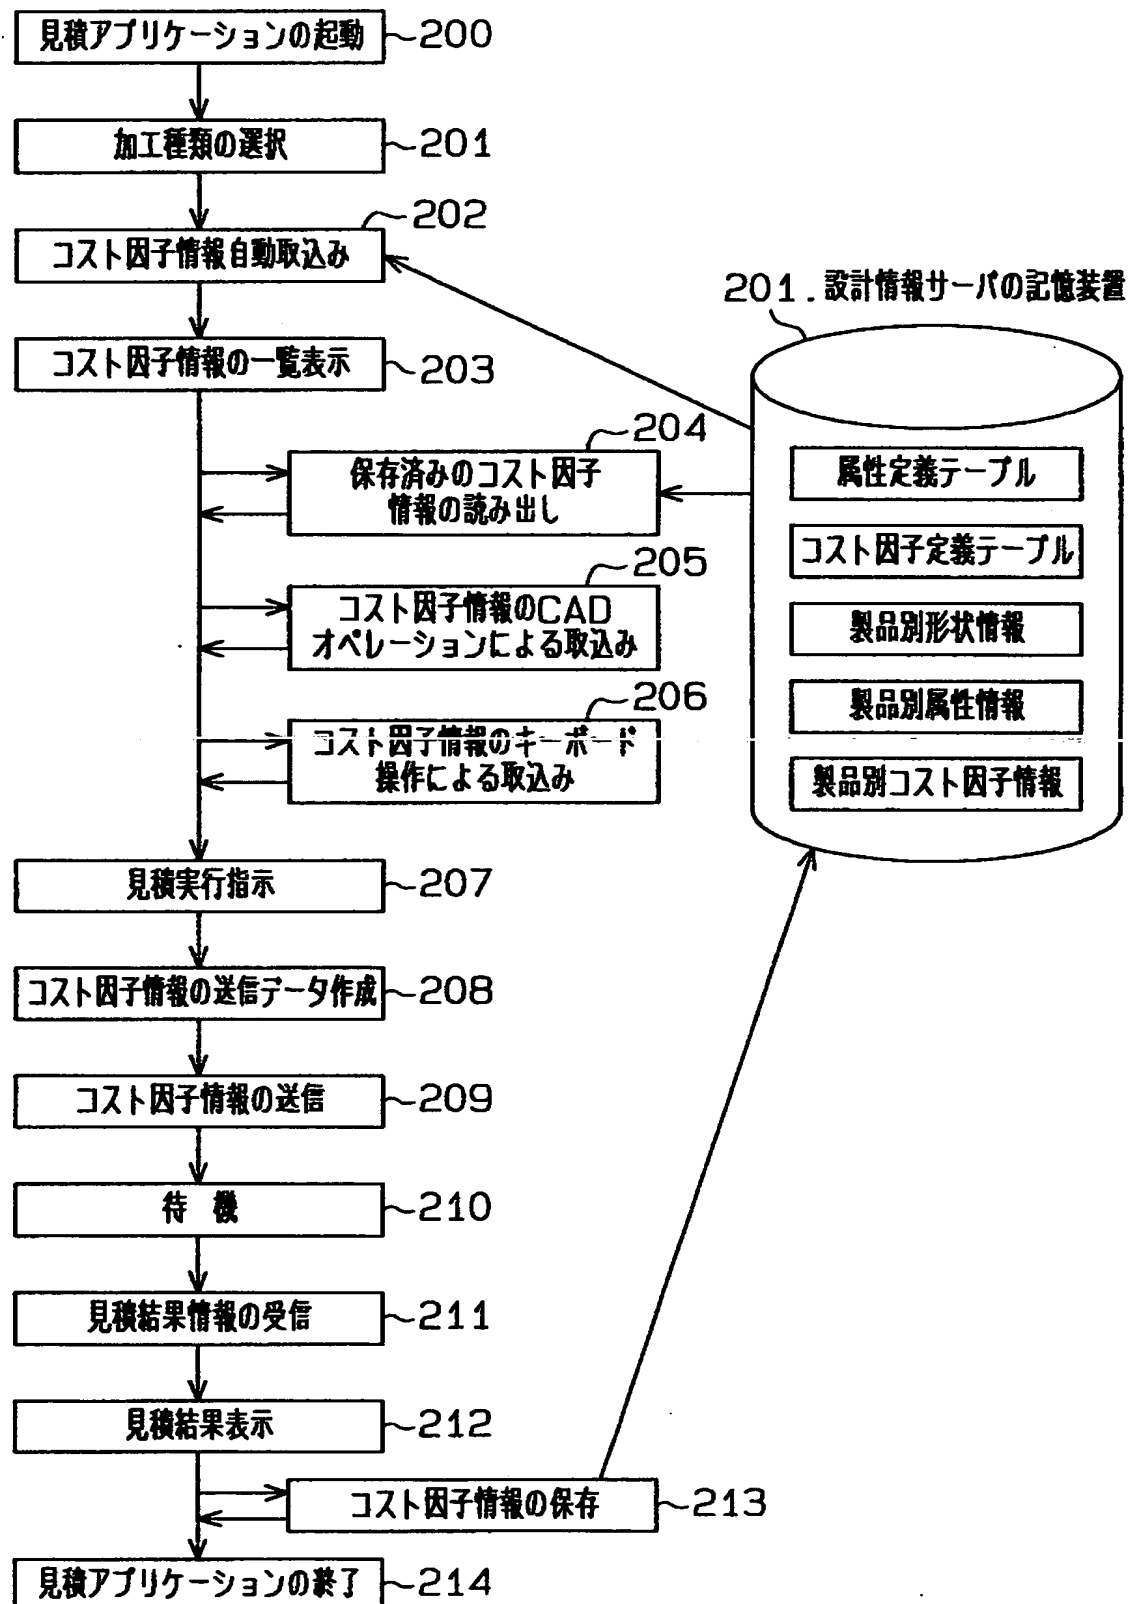 見積アプリケーションの起動
200
加工種類の選択
201
コスト因子情報自動取込み
202
コスト因子情報の一覧表示
203
201. 設計情報サーバの記憶装置
属性定義テーブル
コスト因子定義テーブル
製品別形状情報
製品別属性情報
製品別コスト因子情報
204
保存済みのコスト因子
情報の読み出し
205
コスト因子情報のCAD
オペレーションによる取込み
206
コスト因子情報のキーボード
操作による取込み
見積実行指示
207
コスト因子情報の送信データ作成
208
コスト因子情報の送信
209
待 機
210
見積結果情報の受信
211
見積結果表示
212
コスト因子情報の保存
213
見積アプリケーションの終了
214